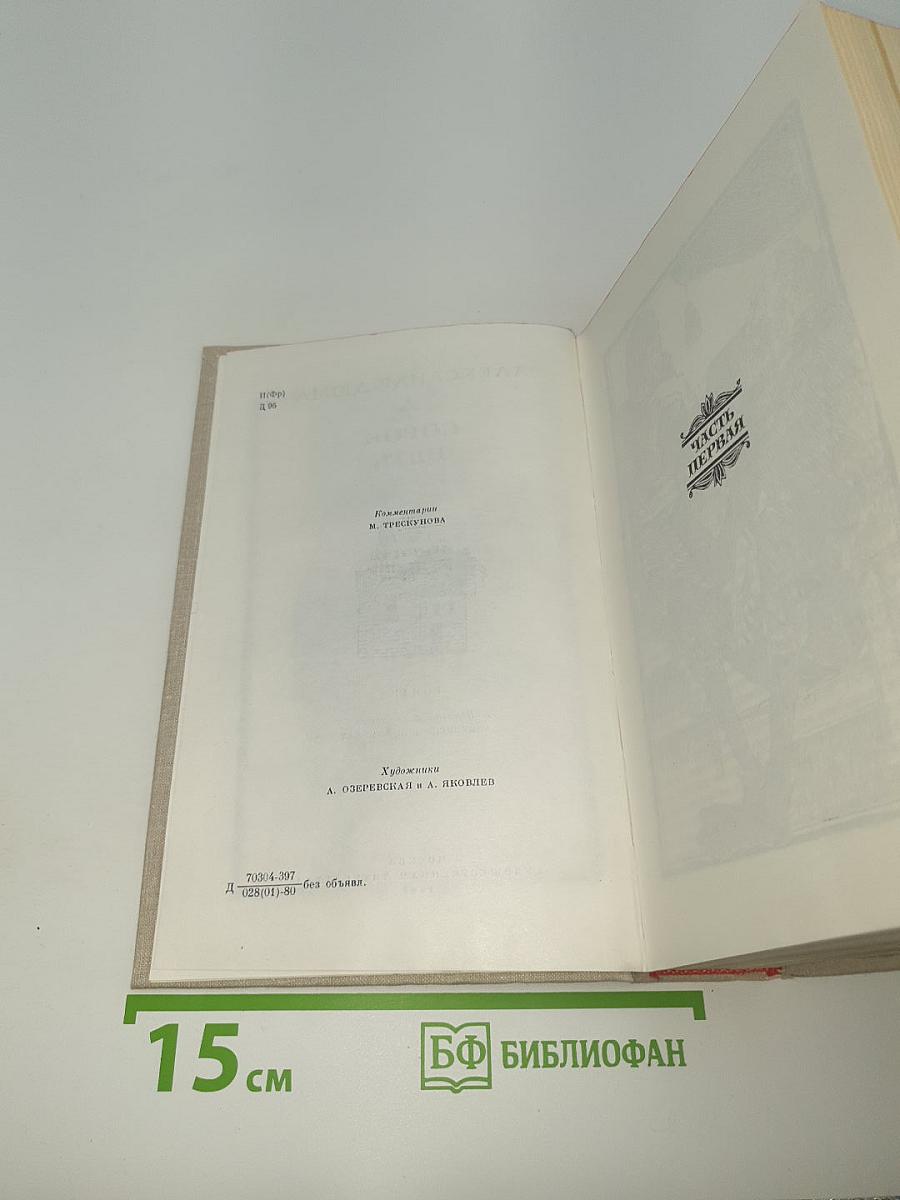 И(Фр)
Д 96
Комментарии
М. ТРЕСКУНОВА
Художники
А. ОЗЕРЕВСКАЯ и А. ЯКОВЛЕВ
Д 70304-397
028(01)-80 без объявл.
ЧАСТЬ
ПЕРВАЯ
15 см
БФ БИБЛИОФАН